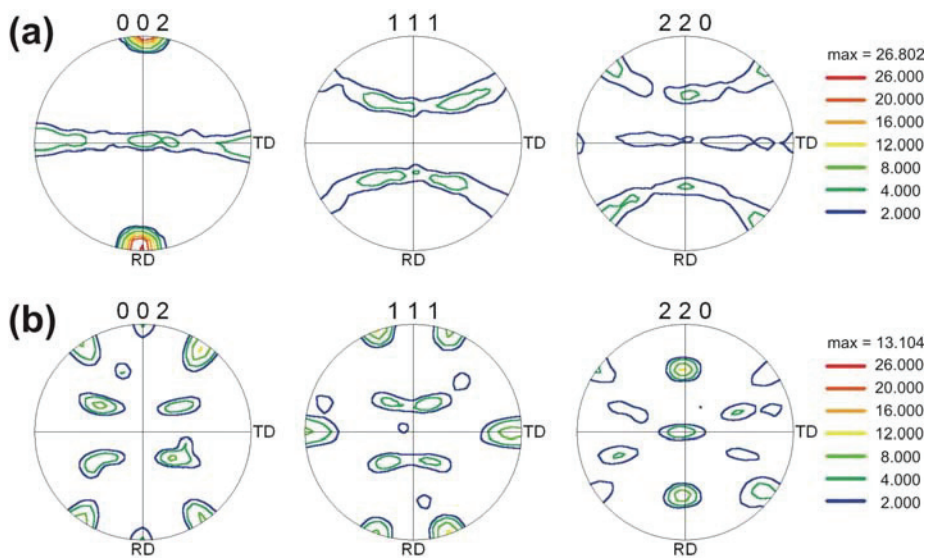 (a)
0 0 2
1 1 1
2 2 0
TD
TD
TD
RD
RD
RD
max = 26.802
26.000
20.000
16.000
12.000
8.000
4.000
2.000
(b)
0 0 2
1 1 1
2 2 0
TD
TD
TD
RD
RD
RD
max = 13.104
26.000
20.000
16.000
12.000
8.000
4.000
2.000